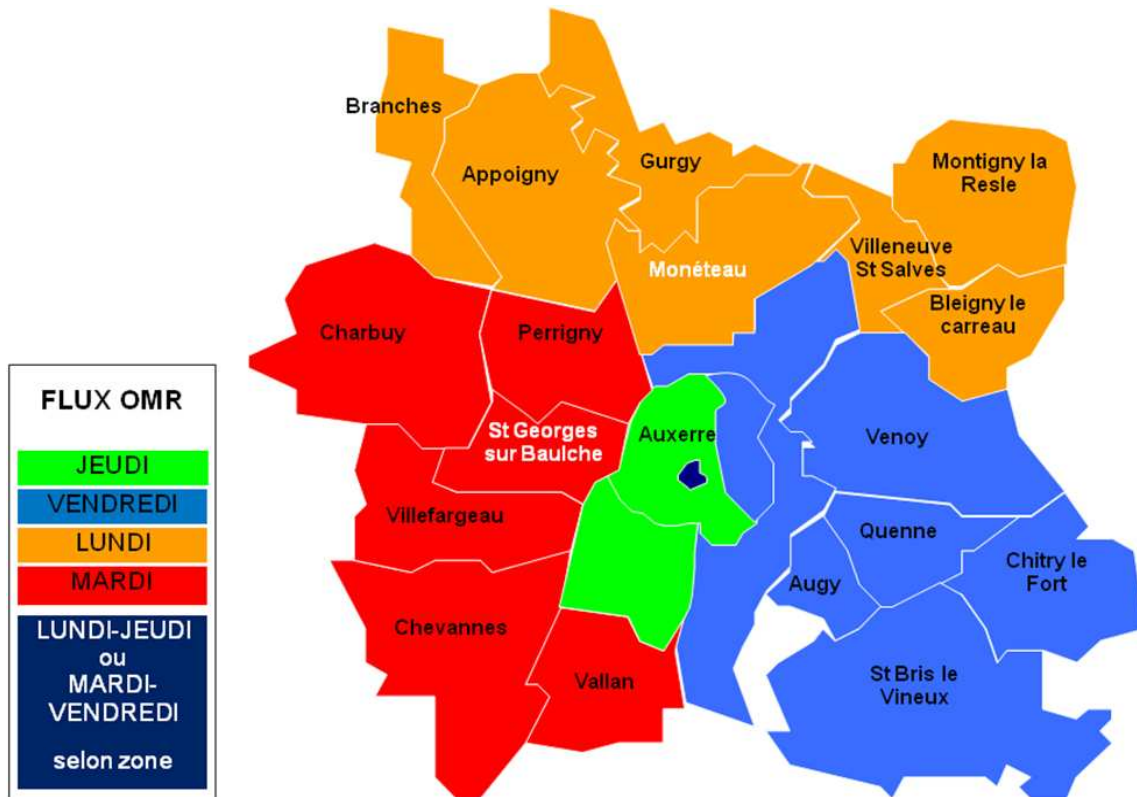 Branches
Appoigny
Gurgy
Montigny la
Resle
Monéteau
Villeneuve
St Salves
Bleigny le
carreau
Charbuy
Perrigny
St Georges
sur Baulche
Auxerre
Venoy
Villefargeau
Quenne
Chitry le
Fort
Augy
Chevannes
Vallan
St Bris le
Vineux
FLUX OMR
JEUDI
VENDREDI
LUNDI
MARDI
LUNDI-JEUDI
ou
MARDI-
VENDREDI
selon zone